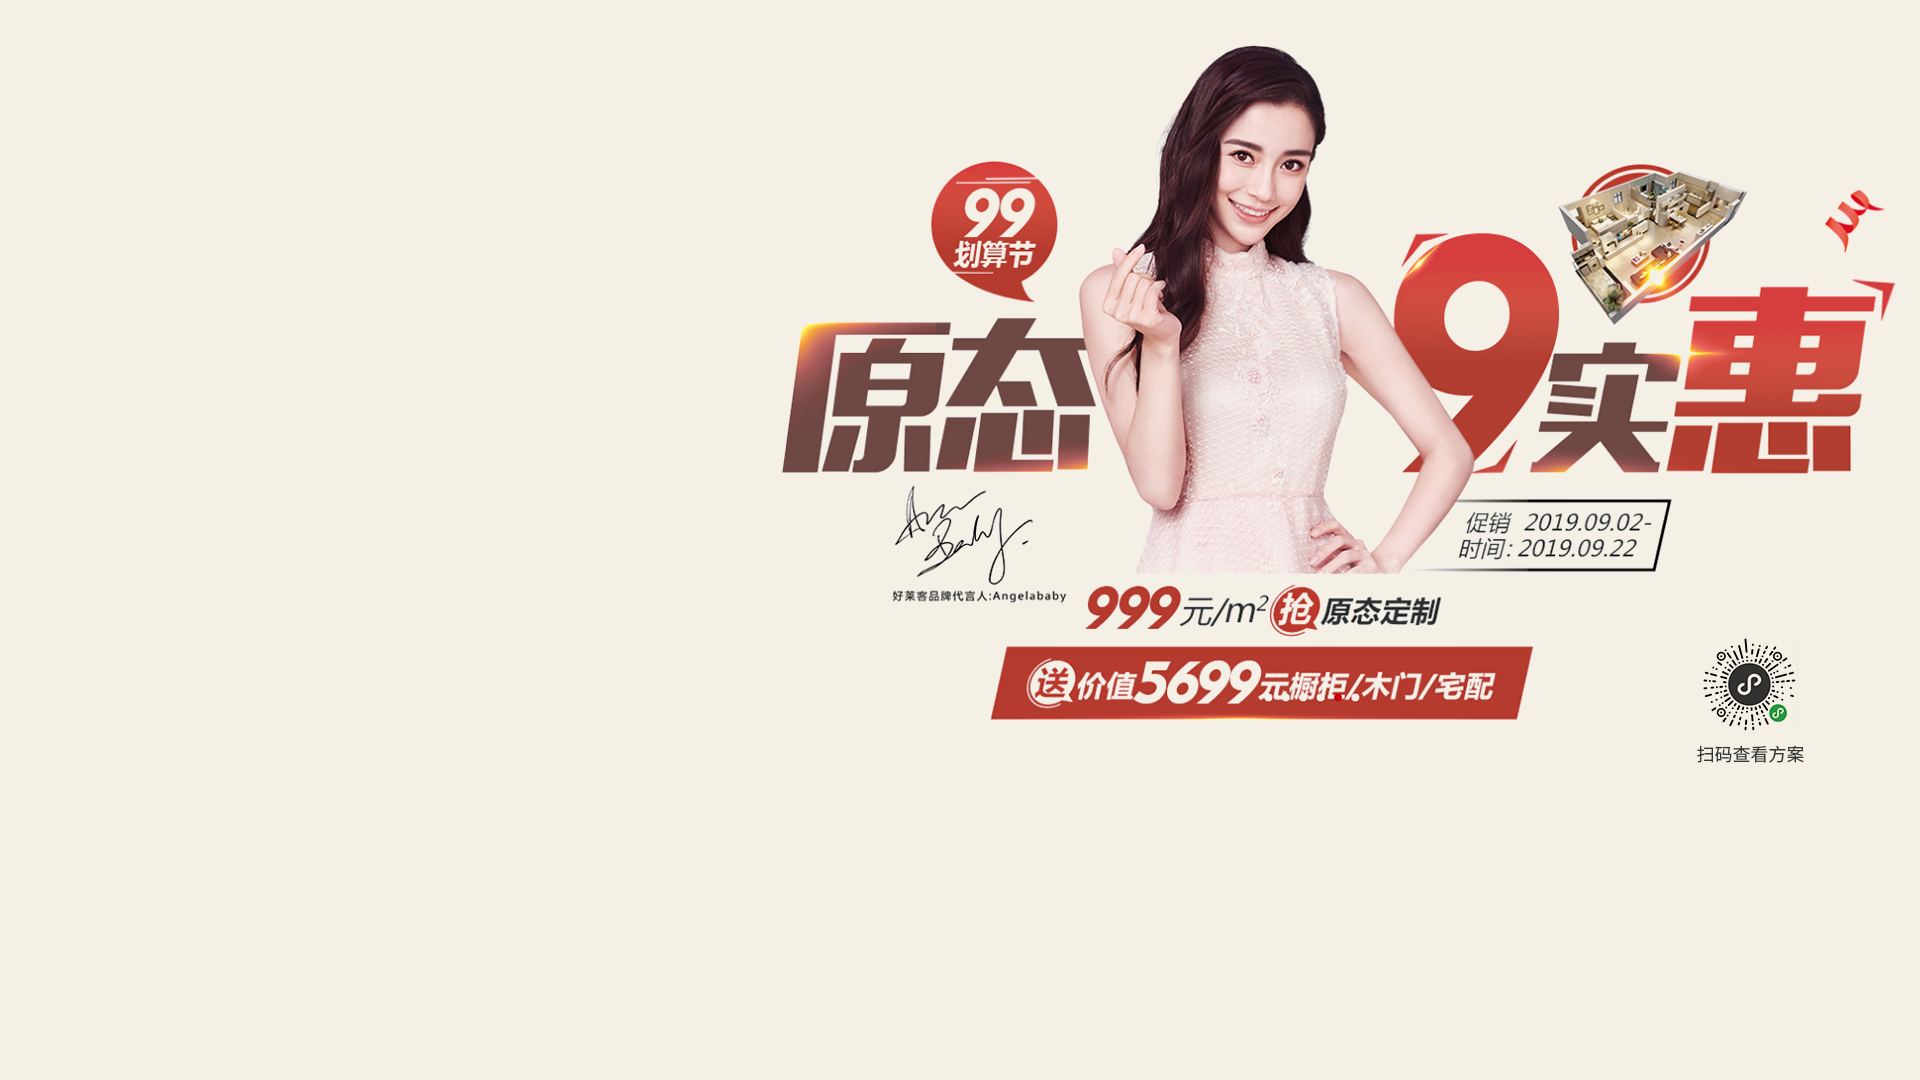 99
划算节
原态 9实惠
Angela Baby.
促销 2019.09.02-
时间: 2019.09.22
好莱客品牌代言人:Angelababy
999元/m² 抢 原态定制
送 价值5699元橱柜/木门/宅配
扫码查看方案